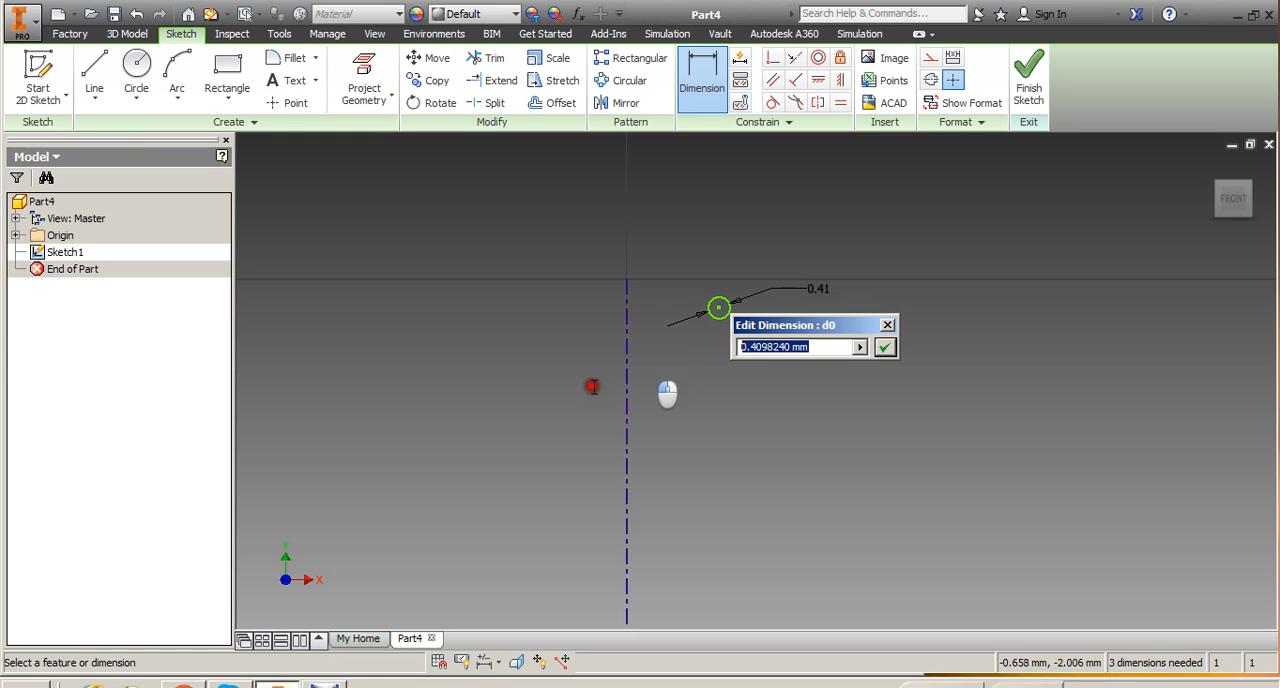 Material
Default
Part4
Search Help & Commands...
Sign In
PRO
Factory 3D Model Sketch Inspect Tools Manage View Environments BIM Get Started Add-Ins Simulation Vault Autodesk A360 Simulation
Start
2D Sketch
Line
Circle
Arc
Rectangle
Fillet
Text
Point
Project
Geometry
Move
Copy
Rotate
Trim
Extend
Split
Scale
Stretch
Offset
Rectangular
Circular
Mirror
Dimension
Image
Points
ACAD
Show Format
Finish
Sketch
Sketch Create Modify Pattern Constrain Insert Format Exit
Model
Part4
View: Master
Origin
Sketch1
End of Part
FRONT
0.41
Edit Dimension : d0
0.4098240 mm
Y
X
My Home Part4
Select a feature or dimension
-0.658 mm, -2.006 mm 3 dimensions needed 1 1